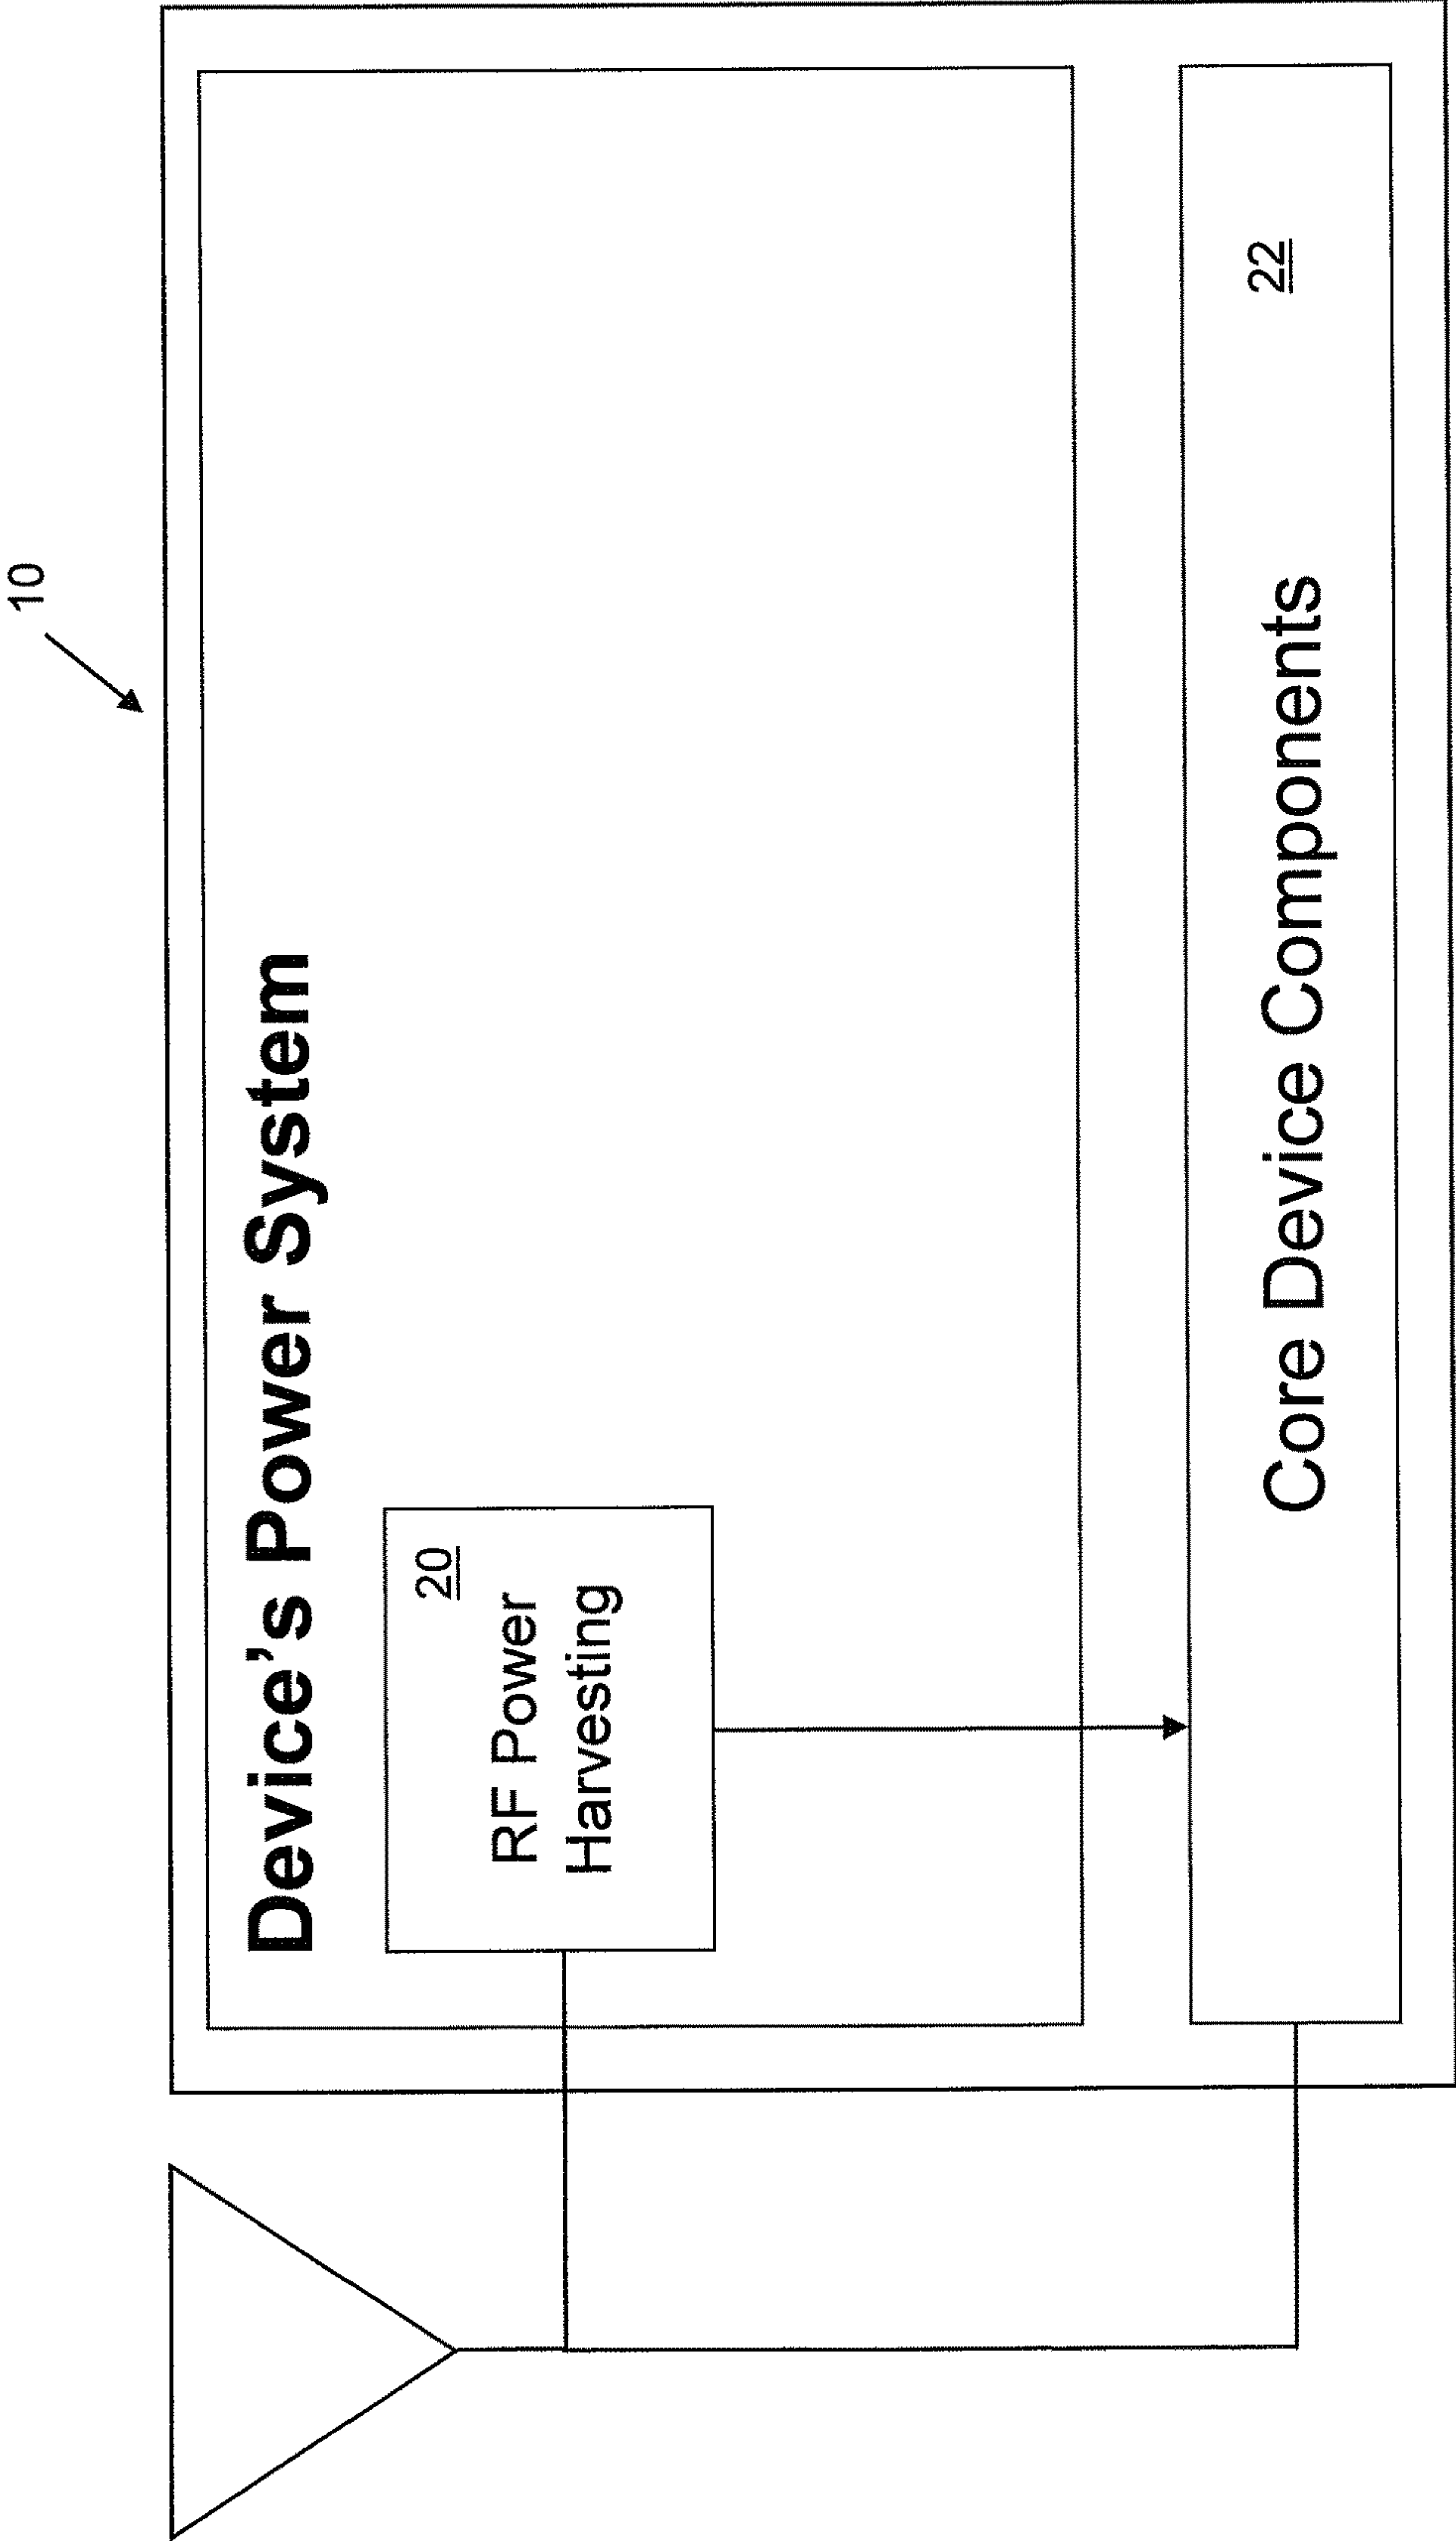 10
Device's Power System
20
RF Power
Harvesting
22
Core Device Components